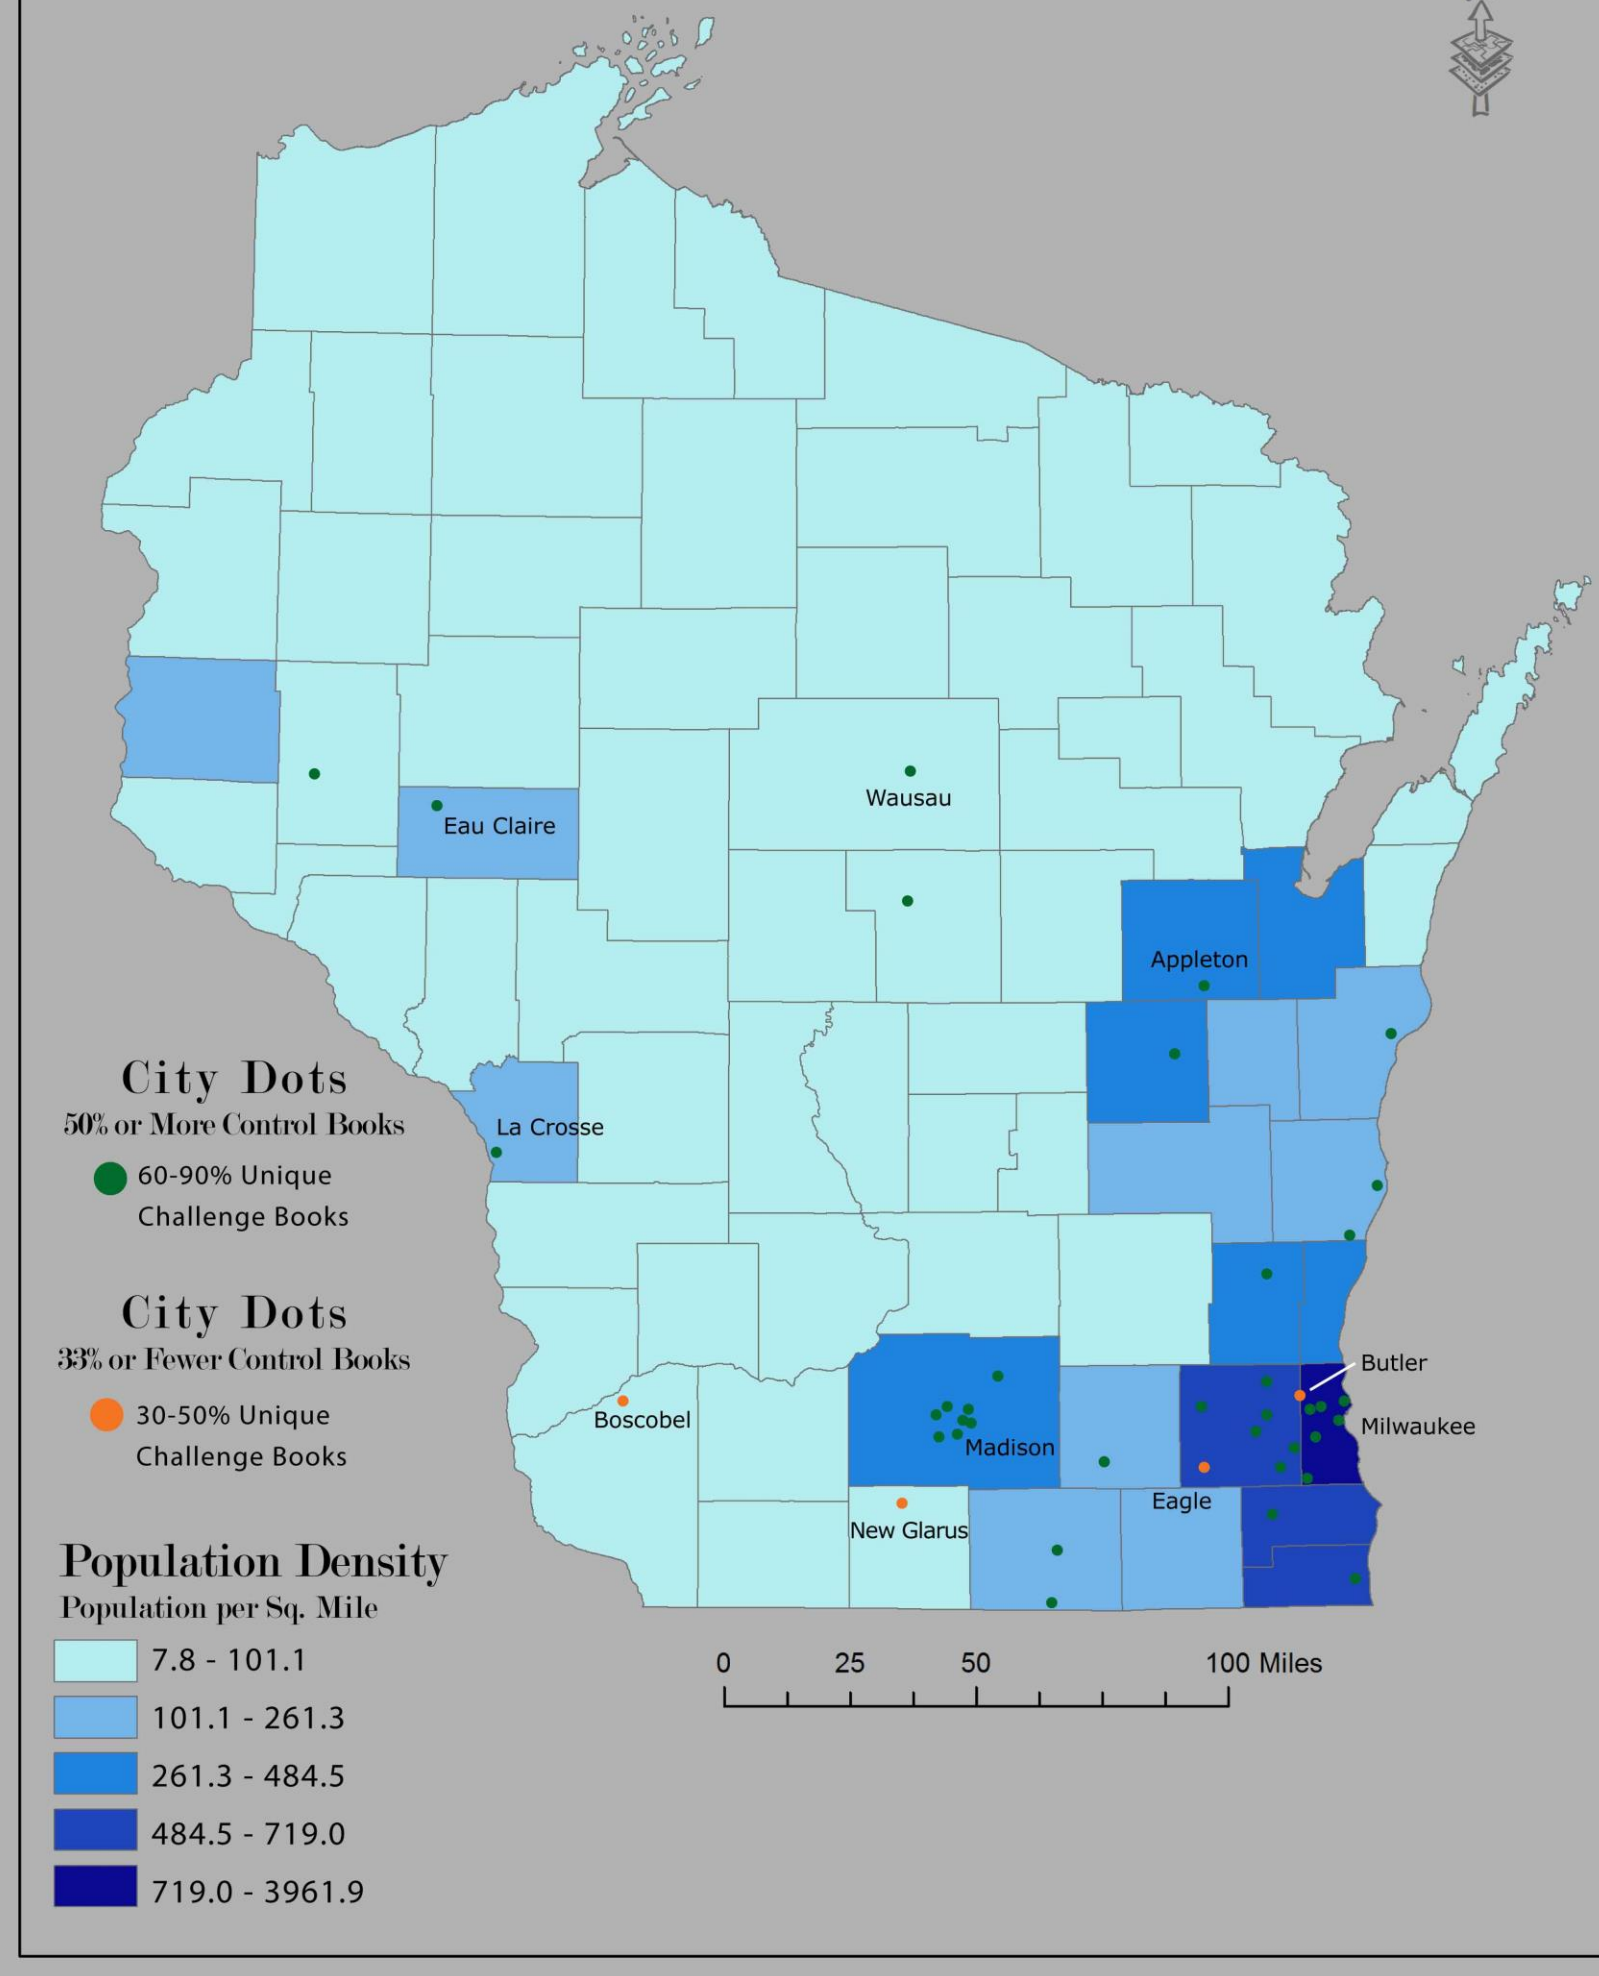 Wausau
Eau Claire
Appleton
City Dots
50% or More Control Books
60-90% Unique
Challenge Books
La Crosse
City Dots
33% or Fewer Control Books
30-50% Unique
Challenge Books
Butler
Boscobel
Milwaukee
Madison
Eagle
New Glarus
Population Density
Population per Sq. Mile
7.8 - 101.1
101.1 - 261.3
261.3 - 484.5
484.5 - 719.0
719.0 - 3961.9
0 25 50 100 Miles